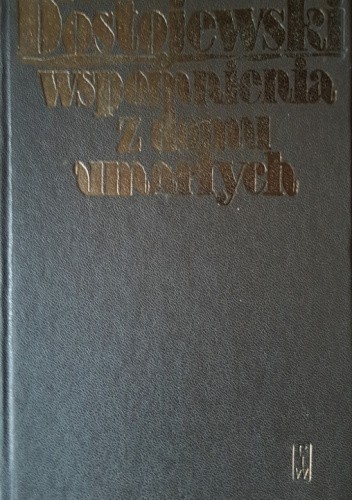 Dostojewski
wspomnienia
z domu
umarłych